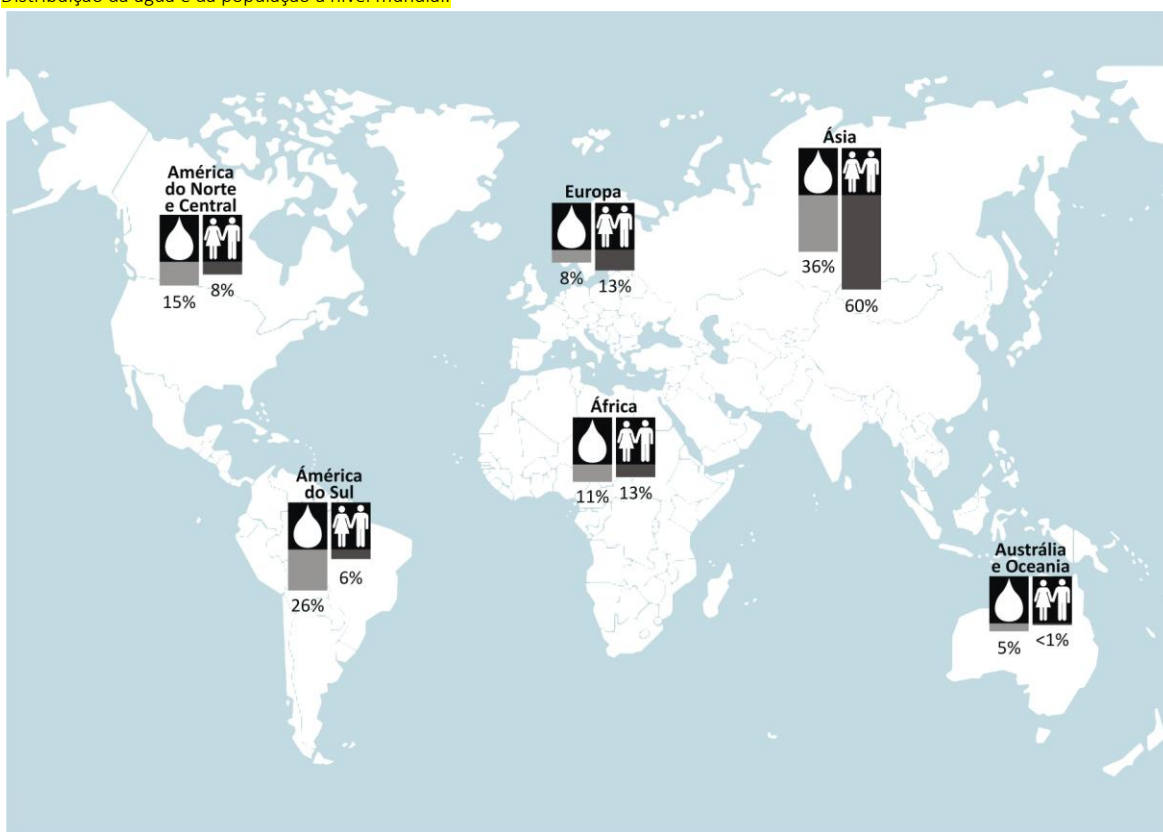 Distribuição da água e da população a nível mundial.
América
do Norte
e Central
15%
8%
Europa
8%
13%
Ásia
36%
60%
África
11%
13%
Ámérica
do Sul
26%
6%
Austrália
e Oceania
5%
<1%